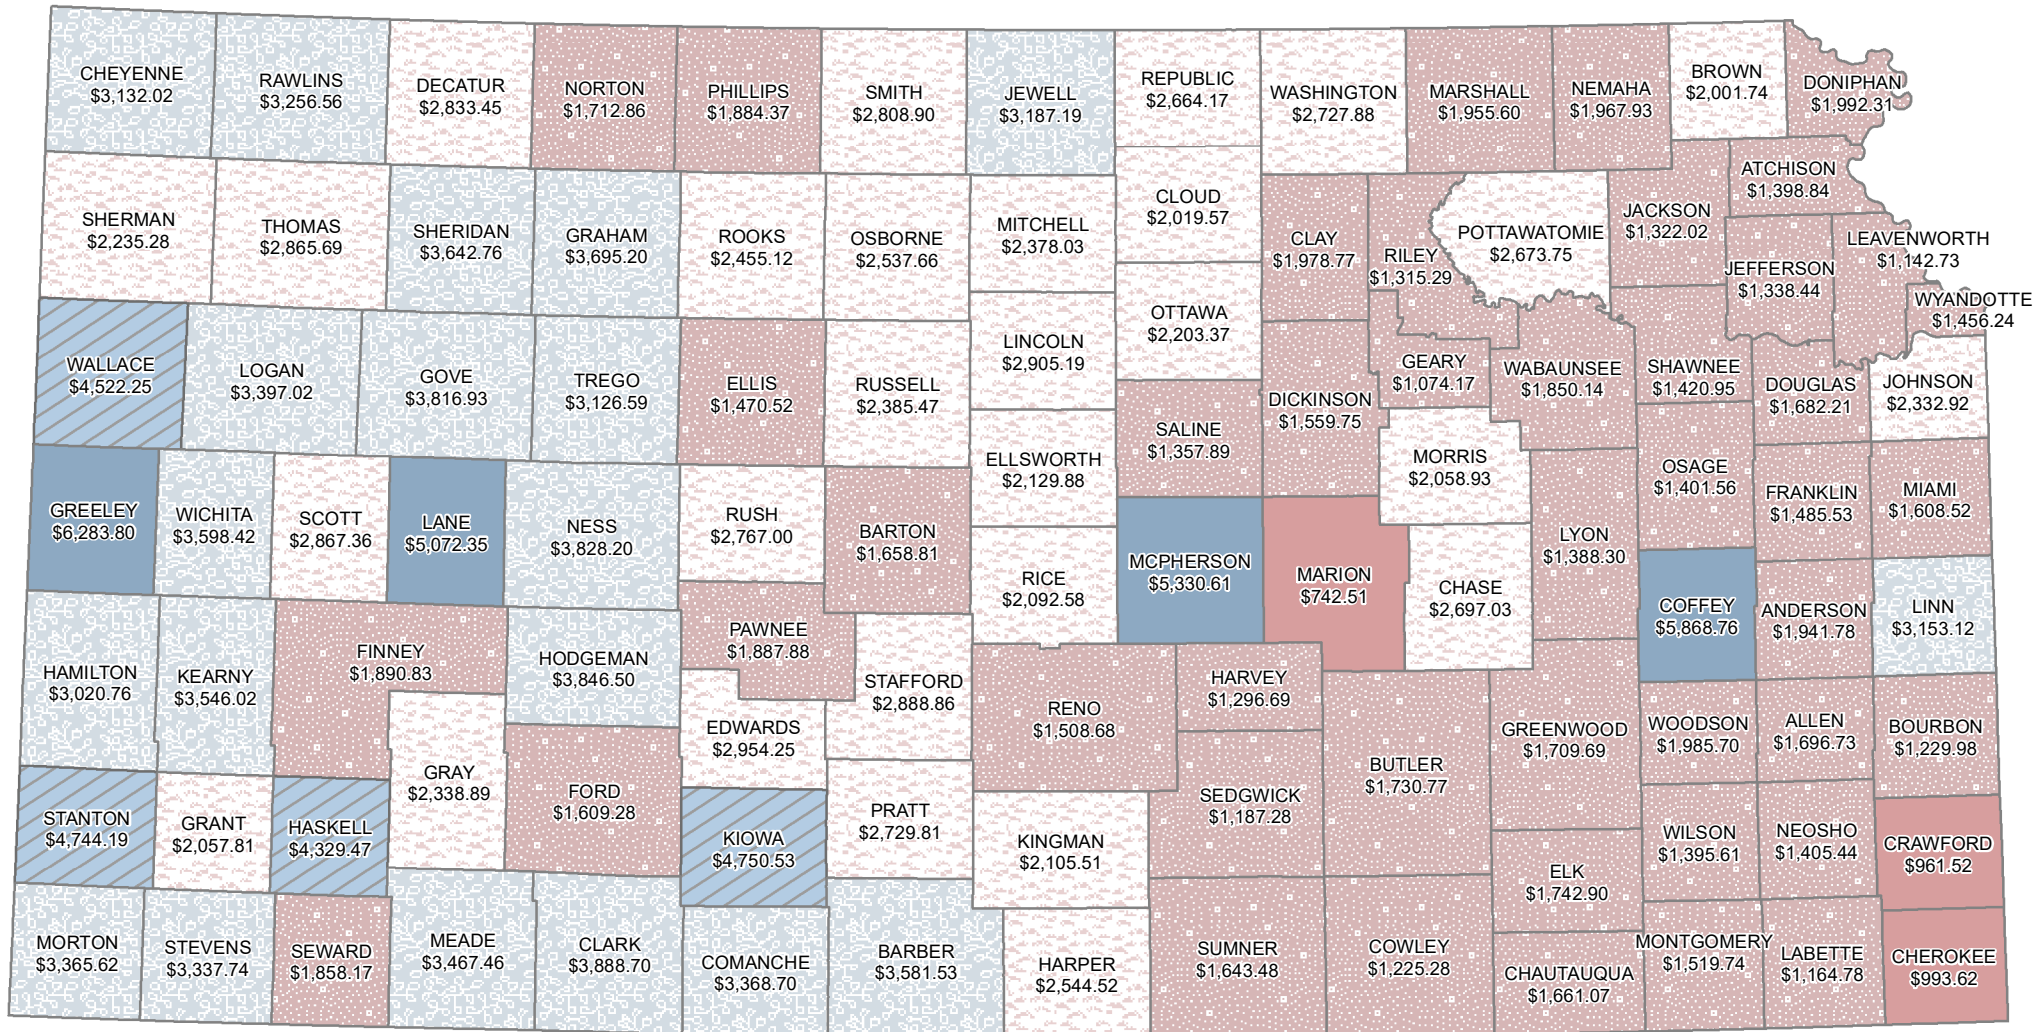 CHEYENNE
$3,132.02
RAWLINS
$3,256.56
DECATUR
$2,833.45
NORTON
$1,712.86
PHILLIPS
$1,884.37
SMITH
$2,808.90
JEWELL
$3,187.19
REPUBLIC
$2,664.17
WASHINGTON
$2,727.88
MARSHALL
$1,955.60
NEMAHA
$1,967.93
BROWN
$2,001.74
DONIPHAN
$1,992.31
SHERMAN
$2,235.28
THOMAS
$2,865.69
SHERIDAN
$3,642.76
GRAHAM
$3,695.20
ROOKS
$2,455.12
OSBORNE
$2,537.66
MITCHELL
$2,378.03
CLOUD
$2,019.57
CLAY
$1,978.77
RILEY
$1,315.29
POTTAWATOMIE
$2,673.75
JACKSON
$1,322.02
ATCHISON
$1,398.84
JEFFERSON
$1,338.44
LEAVENWORTH
$1,142.73
WYANDOTTE
$1,456.24
WALLACE
$4,522.25
LOGAN
$3,397.02
GOVE
$3,816.93
TREGO
$3,126.59
ELLIS
$1,470.52
RUSSELL
$2,385.47
LINCOLN
$2,905.19
OTTAWA
$2,203.37
DICKINSON
$1,559.75
GEARY
$1,074.17
WABAUNSEE
$1,850.14
SHAWNEE
$1,420.95
DOUGLAS
$1,682.21
JOHNSON
$2,332.92
GREELEY
$6,283.80
WICHITA
$3,598.42
SCOTT
$2,867.36
LANE
$5,072.35
NESS
$3,828.20
RUSH
$2,767.00
BARTON
$1,658.81
ELLSWORTH
$2,129.88
SALINE
$1,357.89
MORRIS
$2,058.93
LYON
$1,388.30
OSAGE
$1,401.56
FRANKLIN
$1,485.53
MIAMI
$1,608.52
RICE
$2,092.58
MCPHERSON
$5,330.61
MARION
$742.51
CHASE
$2,697.03
COFFEY
$5,868.76
ANDERSON
$1,941.78
LINN
$3,153.12
HAMILTON
$3,020.76
KEARNY
$3,546.02
FINNEY
$1,890.83
HODGEMAN
$3,846.50
PAWNEE
$1,887.88
STAFFORD
$2,888.86
EDWARDS
$2,954.25
RENO
$1,508.68
HARVEY
$1,296.69
GREENWOOD
$1,709.69
WOODSON
$1,985.70
ALLEN
$1,696.73
BOURBON
$1,229.98
STANTON
$4,744.19
GRANT
$2,057.81
HASKELL
$4,329.47
GRAY
$2,338.89
FORD
$1,609.28
KIOWA
$4,750.53
PRATT
$2,729.81
KINGMAN
$2,105.51
SEDGWICK
$1,187.28
BUTLER
$1,730.77
ELK
$1,742.90
WILSON
$1,395.61
NEOSHO
$1,405.44
CRAWFORD
$961.52
MORTON
$3,365.62
STEVENS
$3,337.74
SEWARD
$1,858.17
MEADE
$3,467.46
CLARK
$3,888.70
COMANCHE
$3,368.70
BARBER
$3,581.53
HARPER
$2,544.52
SUMNER
$1,643.48
COWLEY
$1,225.28
CHAUTAUQUA
$1,661.07
MONTGOMERY
$1,519.74
LABETTE
$1,164.78
CHEROKEE
$993.62